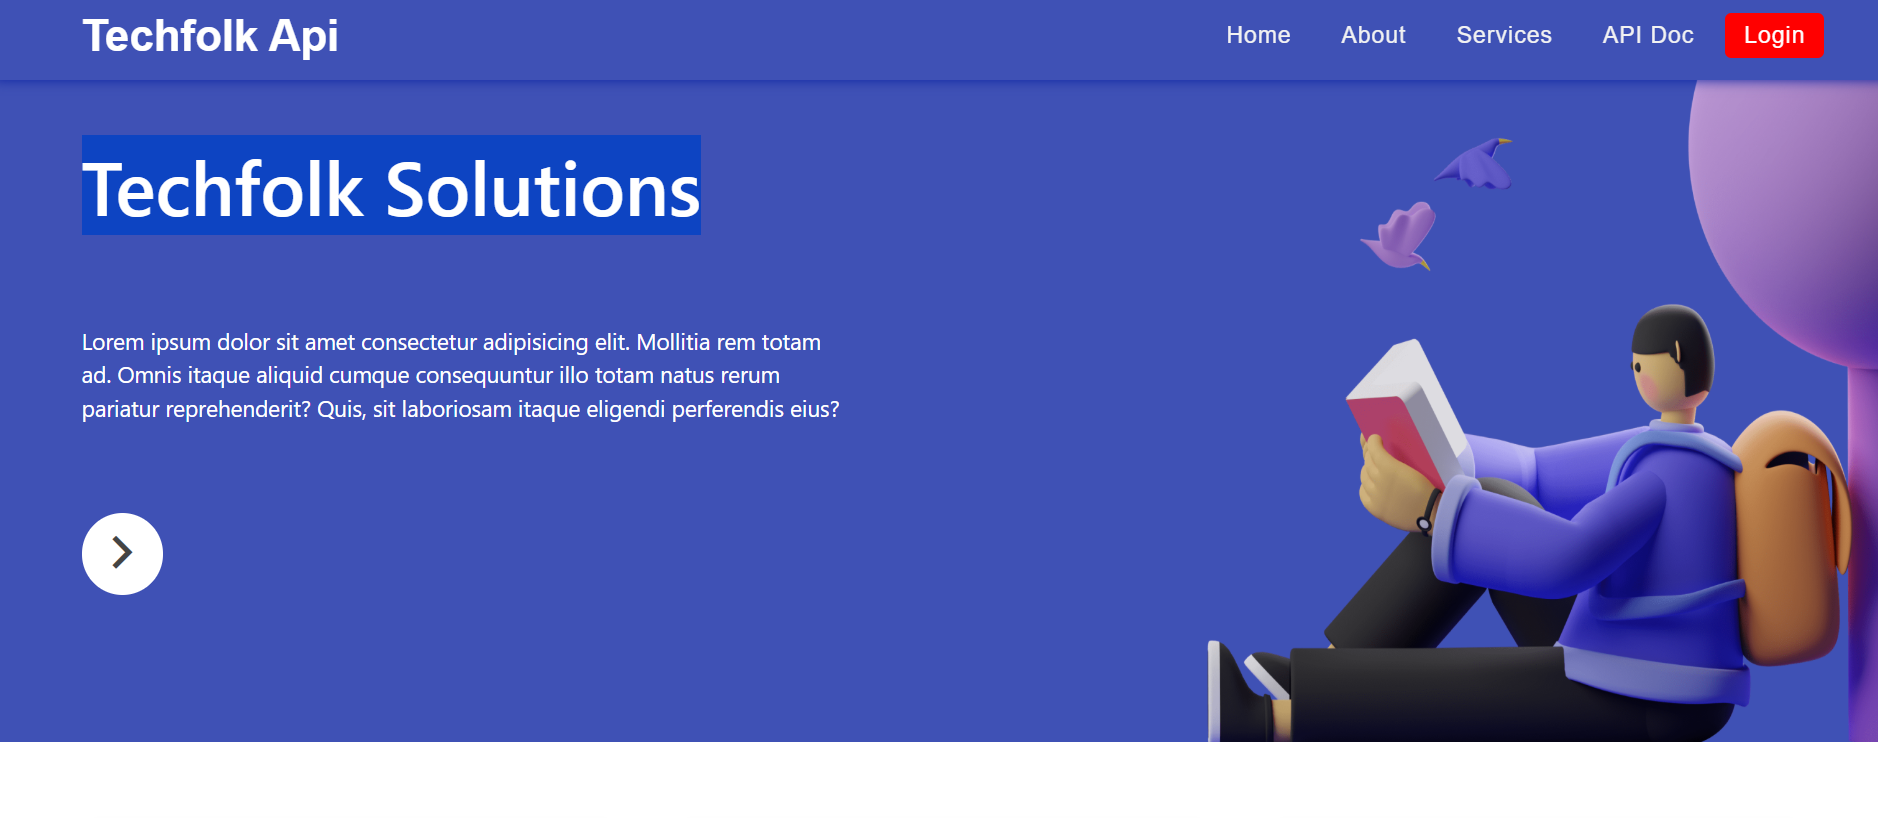 Techfolk Api
Home About Services API Doc Login
Techfolk Solutions
Lorem ipsum dolor sit amet consectetur adipisicing elit. Mollitia rem totam
ad. Omnis itaque aliquid cumque consequuntur illo totam natus rerum
pariatur reprehenderit? Quis, sit laboriosam itaque eligendi perferendis eius?